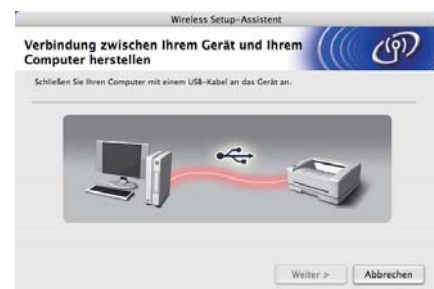 Wireless Setup-Assistent
Verbindung zwischen Ihrem Gerät und Ihrem
Computer herstellen
Schließen Sie Ihren Computer mit einem USB-Kabel an das Gerät an.
Weiter >
Abbrechen